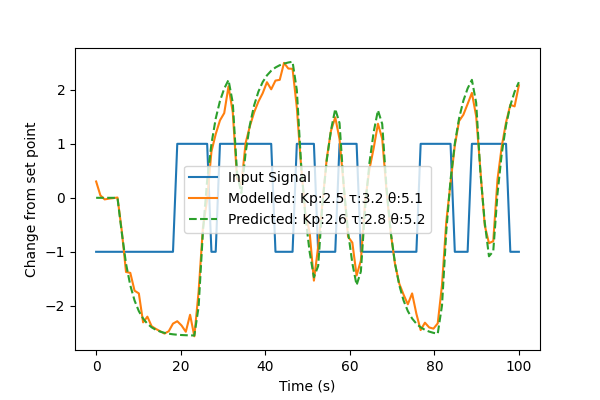 Change from set point
2
1
0
−1
−2
Input Signal
Modelled: Kp:2.5 τ:3.2 θ:5.1
Predicted: Kp:2.6 τ:2.8 θ:5.2
0 20 40 60 80 100
Time (s)